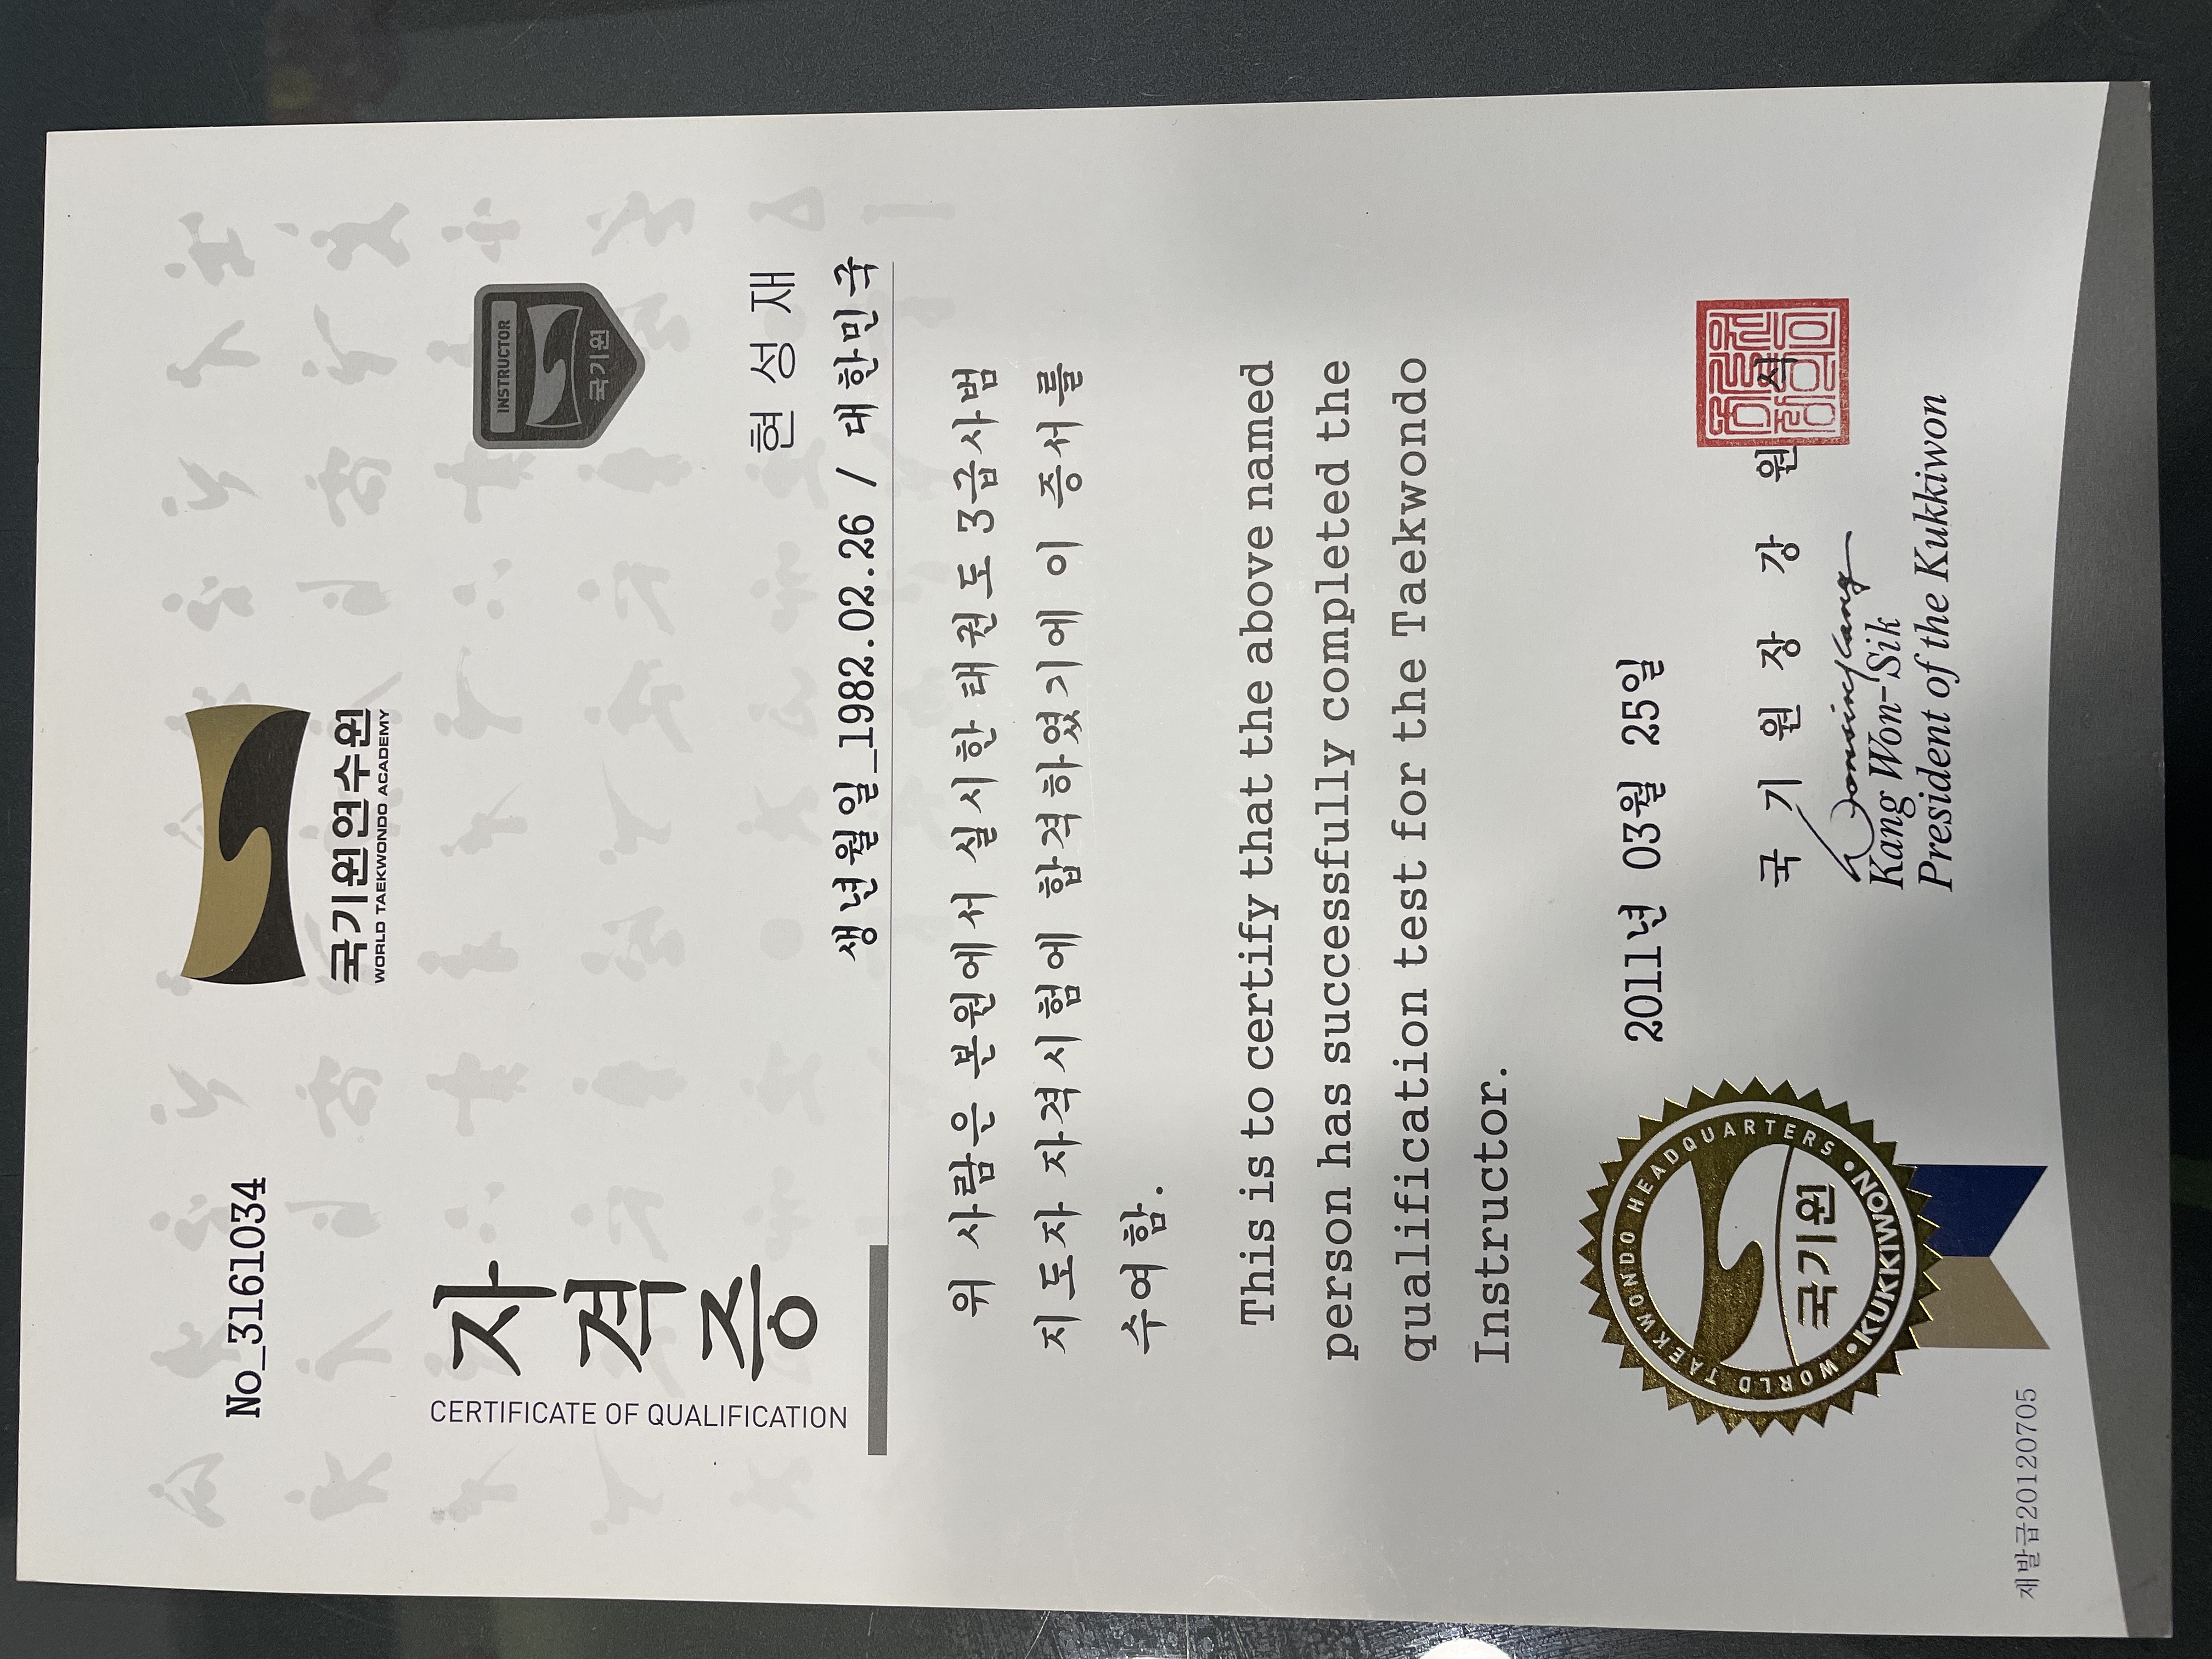 No_3161034
국기원연수원
WORLD TAEKWONDO ACADEMY
자격증
CERTIFICATE OF QUALIFICATION
INSTRUCTOR
국기원
현 성 재
생년월일_1982.02.26 / 대한민국
위 사람은 본원에서 실시한 태권도 3급사범
지도자 자격시험에 합격하였기에 이 증서를
수여함.
This is to certify that the above named
person has successfully completed the
qualification test for the Taekwondo
Instructor.
2011년 03월 25일
국 기 원 장 강 원 식
Kang Won-Sik
President of the Kukkiwon
WORLD TAEKWONDO HEADQUARTERS
국기원
KUKKIWON
재발급20120705